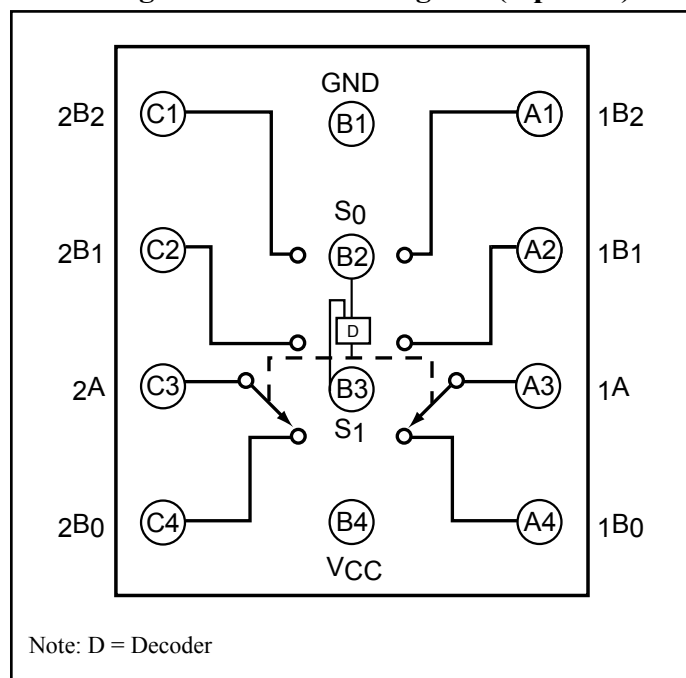 GND
2B2 C1 B1 A1 1B2
S0
2B1 C2 B2 A2 1B1
D
2A C3 B3 A3 1A
S1
2B0 C4 B4 A4 1B0
VCC
Note: D = Decoder